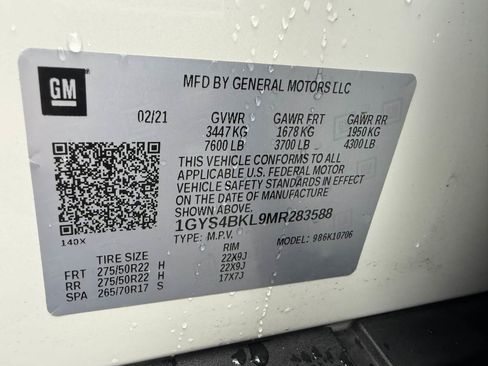 GM
MFD BY GENERAL MOTORS LLC
02/21 GVWR GAWR FRT GAWR RR
3447 KG 1678 KG 1950 KG
7600 LB 3700 LB 4300 LB
THIS VEHICLE CONFORMS TO ALL
APPLICABLE U.S. FEDERAL MOTOR
VEHICLE SAFETY STANDARDS IN EFFECT
ON THE DATE OF MANUFACTURE
SHOWN ABOVE.
1GYS4BKL9MR283588
140X TYPE: M.P.V. MODEL: 986K10706
TIRE SIZE RIM
FRT 275/50R22 H 22X9J
RR 275/50R22 H 22X9J
SPA 265/70R17 S 17X7J